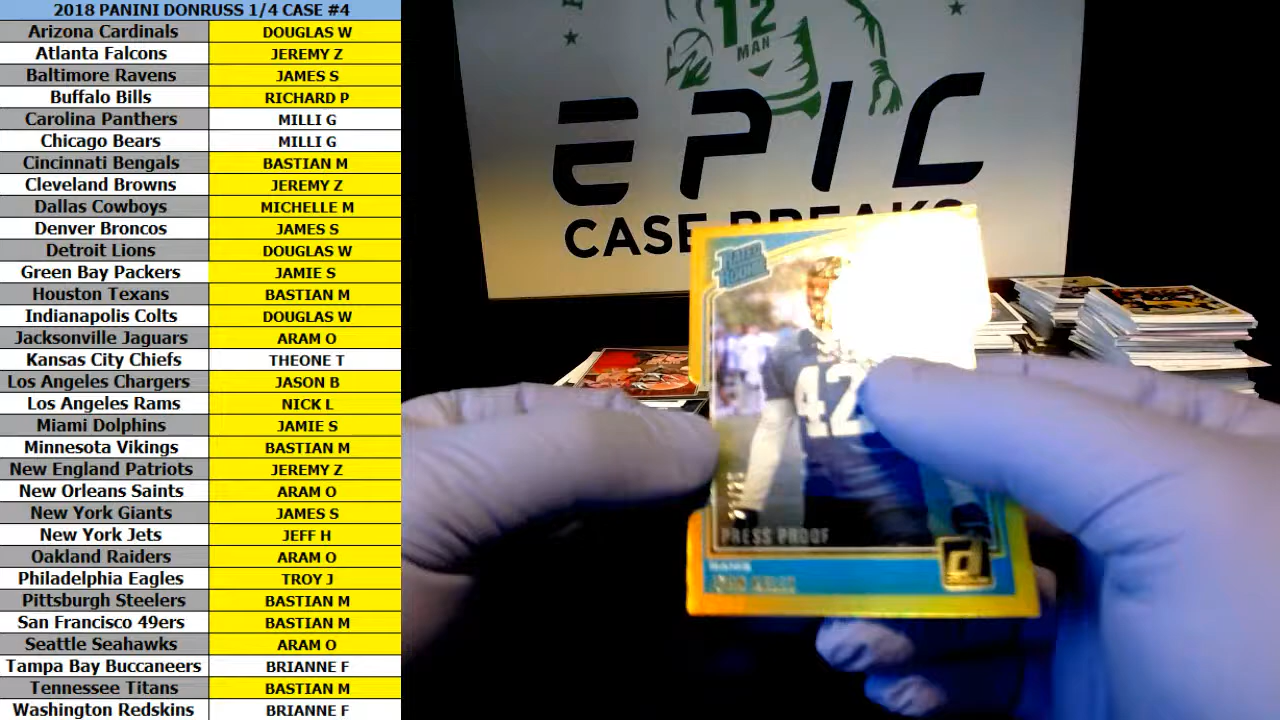 2018 PANINI DONRUSS 1/4 CASE #4
Arizona Cardinals DOUGLAS W
Atlanta Falcons JEREMY Z
Baltimore Ravens JAMES S
Buffalo Bills RICHARD P
Carolina Panthers MILLI G
Chicago Bears MILLI G
Cincinnati Bengals BASTIAN M
Cleveland Browns JEREMY Z
Dallas Cowboys MICHELLE M
Denver Broncos JAMES S
Detroit Lions DOUGLAS W
Green Bay Packers JAMIE S
Houston Texans BASTIAN M
Indianapolis Colts DOUGLAS W
Jacksonville Jaguars ARAM O
Kansas City Chiefs THEONE T
Los Angeles Chargers JASON B
Los Angeles Rams NICK L
Miami Dolphins JAMIE S
Minnesota Vikings BASTIAN M
New England Patriots JEREMY Z
New Orleans Saints ARAM O
New York Giants JAMES S
New York Jets JEFF H
Oakland Raiders ARAM O
Philadelphia Eagles TROY J
Pittsburgh Steelers BASTIAN M
San Francisco 49ers BASTIAN M
Seattle Seahawks ARAM O
Tampa Bay Buccaneers BRIANNE F
Tennessee Titans BASTIAN M
Washington Redskins BRIANNE F
12
MAN
EPIC
CASE BREAKS
RATED
ROOKIE
42
PRESS PROOF
RAMS
JOHN KELLY
d